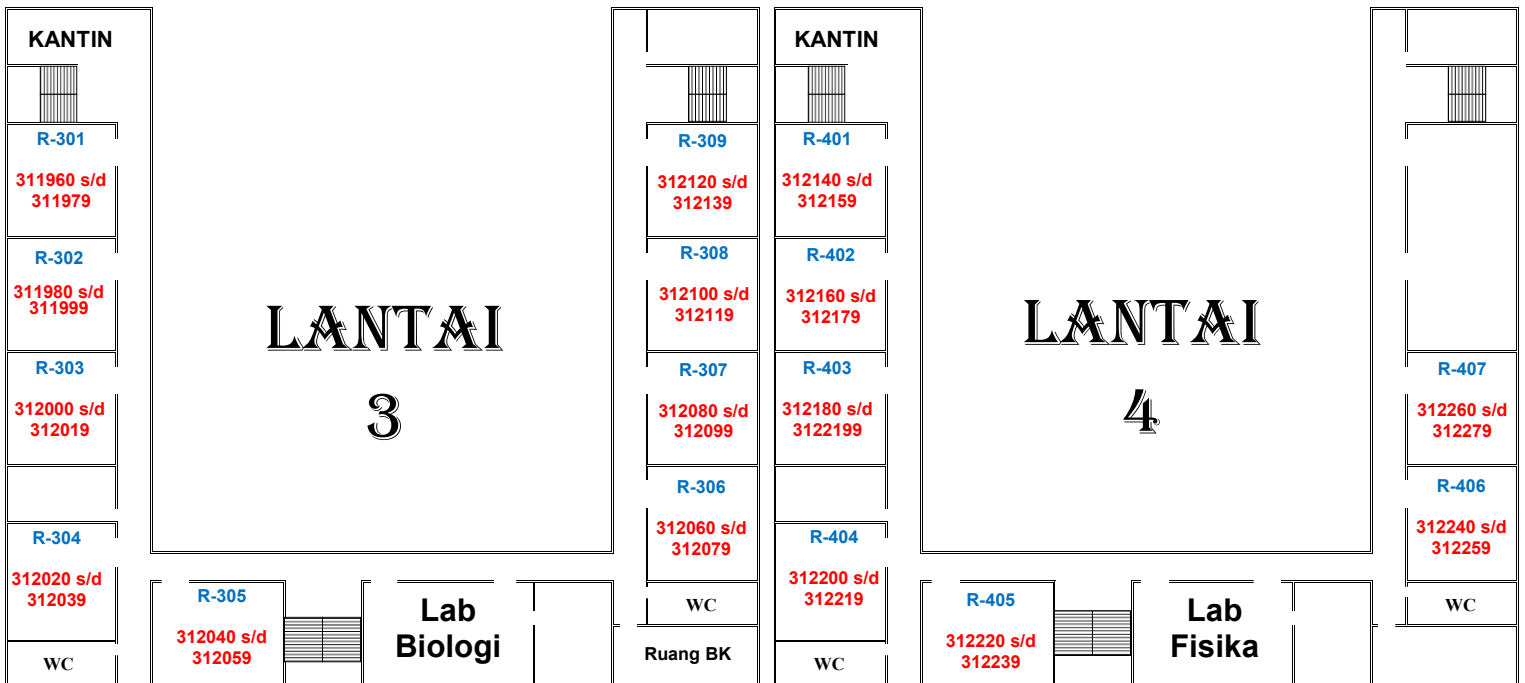 KANTIN
R-301
311960 s/d
311979
R-302
311980 s/d
311999
R-303
312000 s/d
312019
R-304
312020 s/d
312039
WC
LANTAI
3
R-305
312040 s/d
312059
Lab
Biologi
R-309
312120 s/d
312139
R-308
312100 s/d
312119
R-307
312080 s/d
312099
R-306
312060 s/d
312079
WC
Ruang BK
KANTIN
R-401
312140 s/d
312159
R-402
312160 s/d
312179
R-403
312180 s/d
3122199
R-404
312200 s/d
312219
WC
LANTAI
4
R-405
312220 s/d
312239
Lab
Fisika
R-407
312260 s/d
312279
R-406
312240 s/d
312259
WC